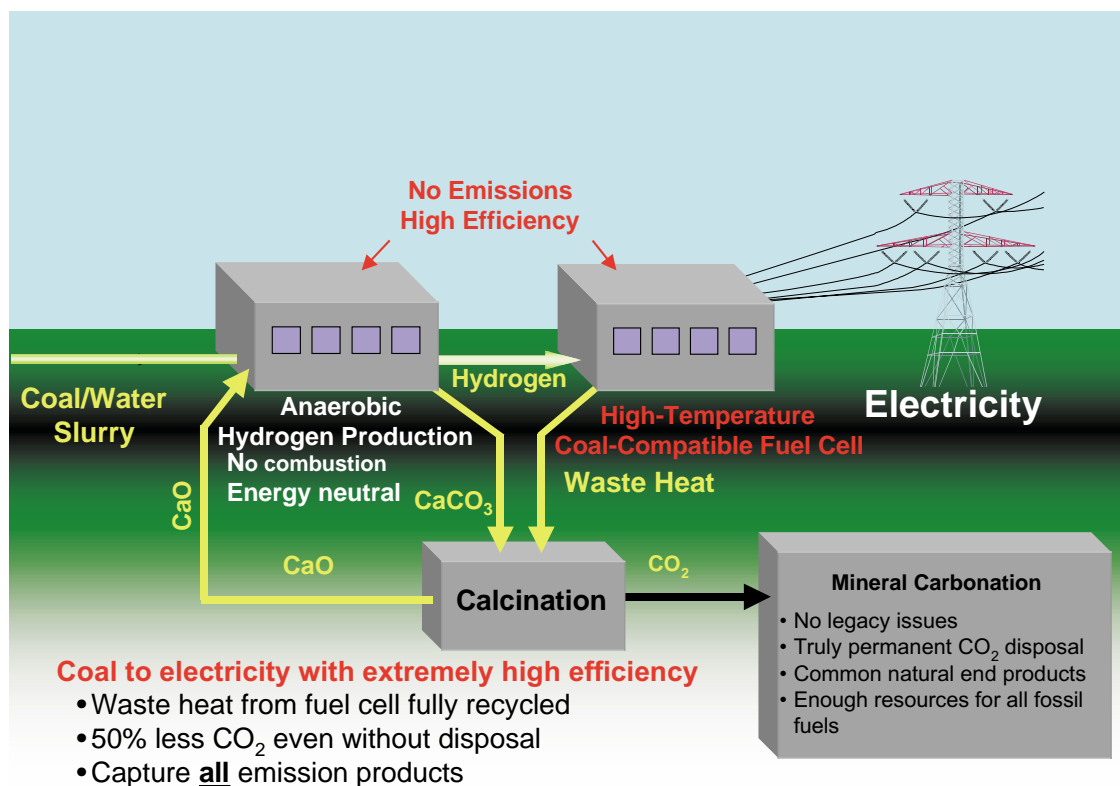 No Emissions
High Efficiency
Coal/Water
Slurry
Hydrogen
Anaerobic
Hydrogen Production
No combustion
Energy neutral
High-Temperature
Coal-Compatible Fuel Cell
Electricity
Waste Heat
CaCO₃
CaO
CaO
Calcination
CO₂
Mineral Carbonation
• No legacy issues
• Truly permanent CO₂ disposal
• Common natural end products
• Enough resources for all fossil
fuels
Coal to electricity with extremely high efficiency
• Waste heat from fuel cell fully recycled
• 50% less CO₂ even without disposal
• Capture all emission products